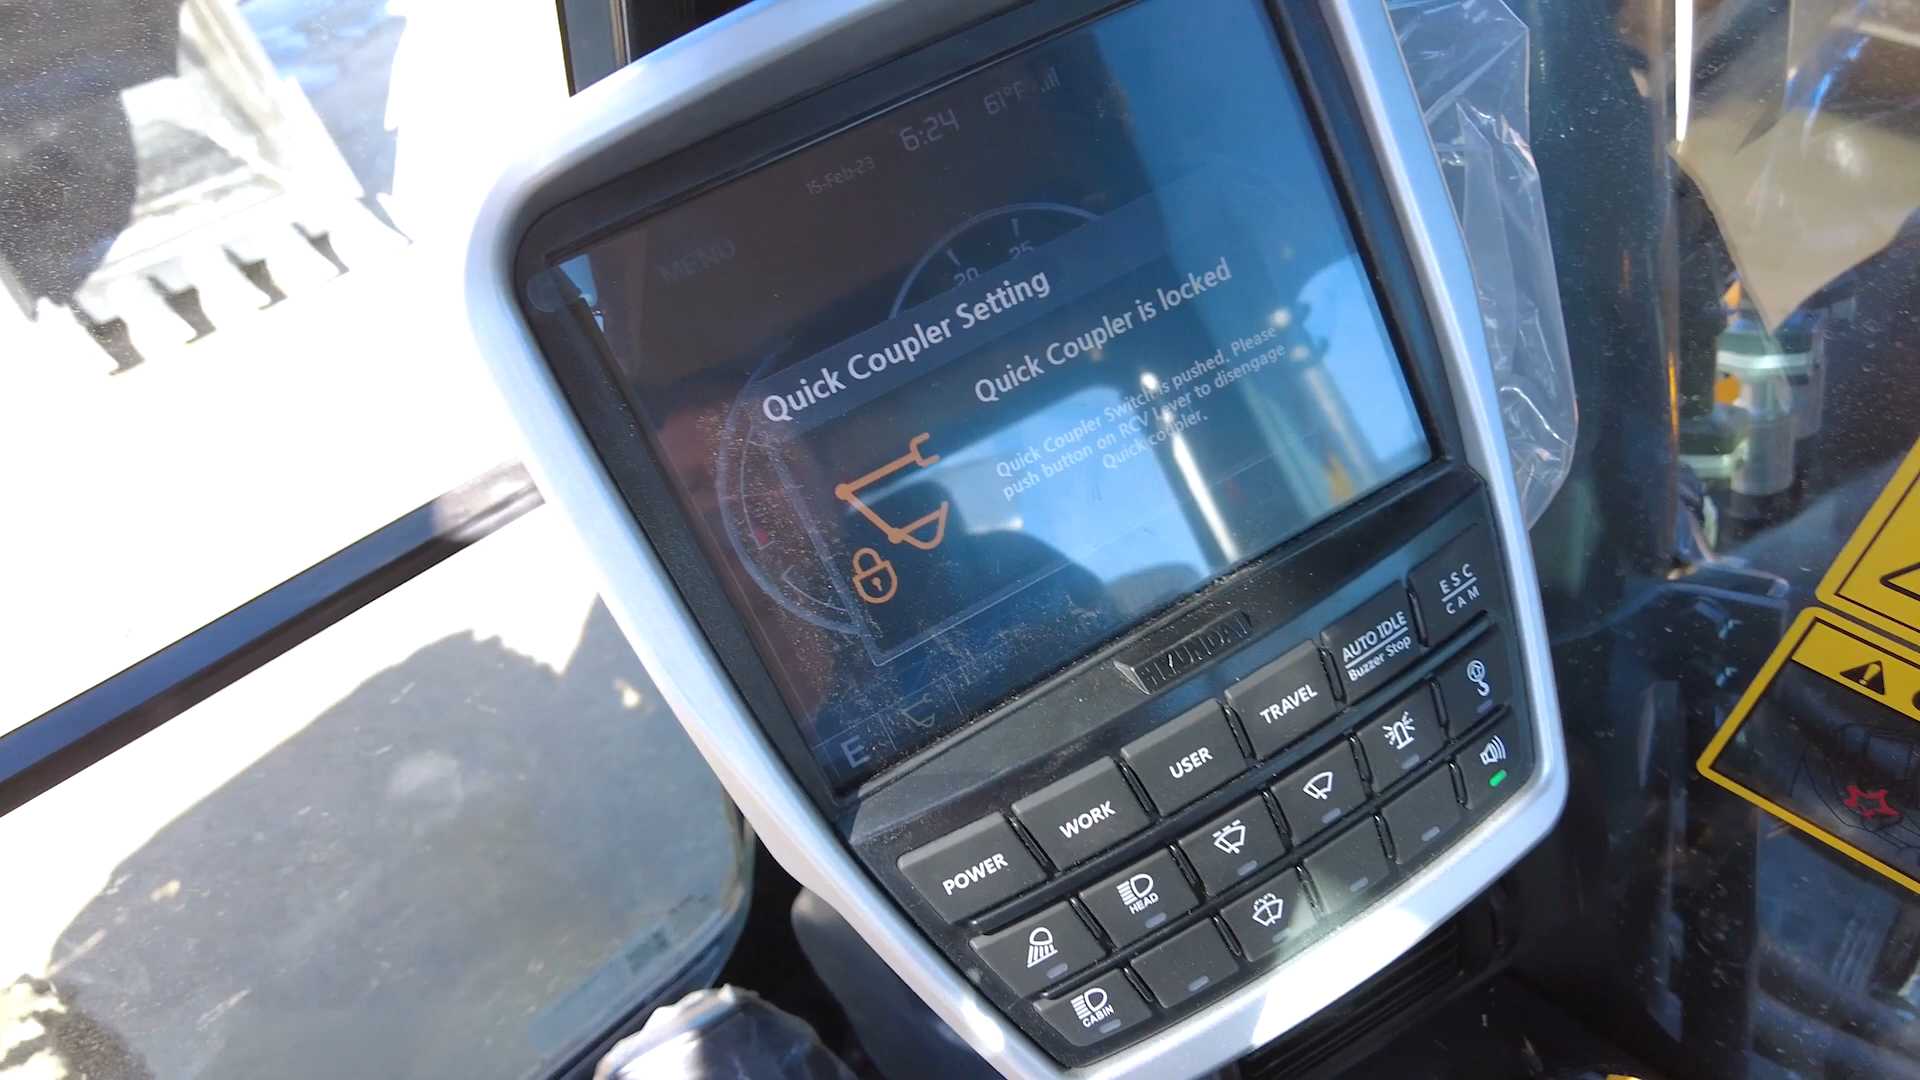 15-Feb-23 6:24 61°F
MENU
20 25
Quick Coupler Setting
Quick Coupler is locked
Quick Coupler Switch is pushed. Please
push button on RCV Lever to disengage
Quick coupler.
E
HYUNDAI
POWER WORK USER TRAVEL AUTO IDLE
Buzzer Stop
ESC
CAM
HEAD
CABIN